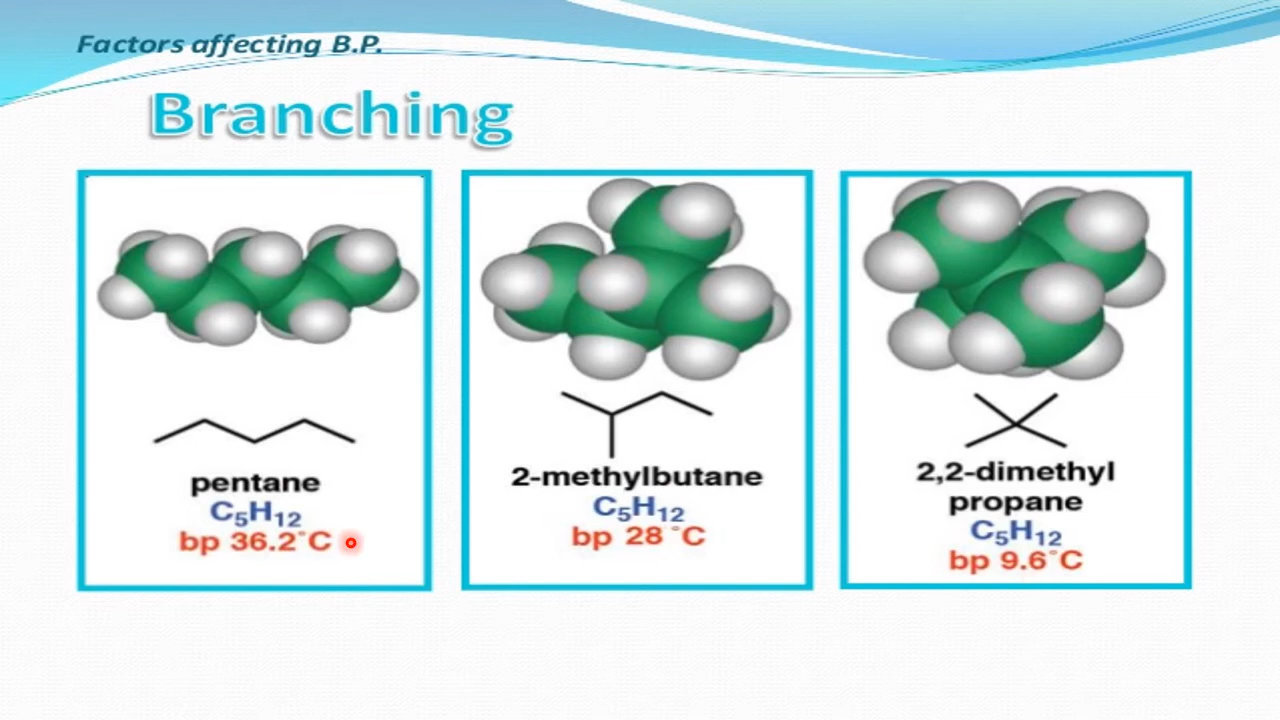 Factors affecting B.P.
Branching
pentane
C₅H₁₂
bp 36.2°C
2-methylbutane
C₅H₁₂
bp 28 °C
2,2-dimethyl
propane
C₅H₁₂
bp 9.6°C